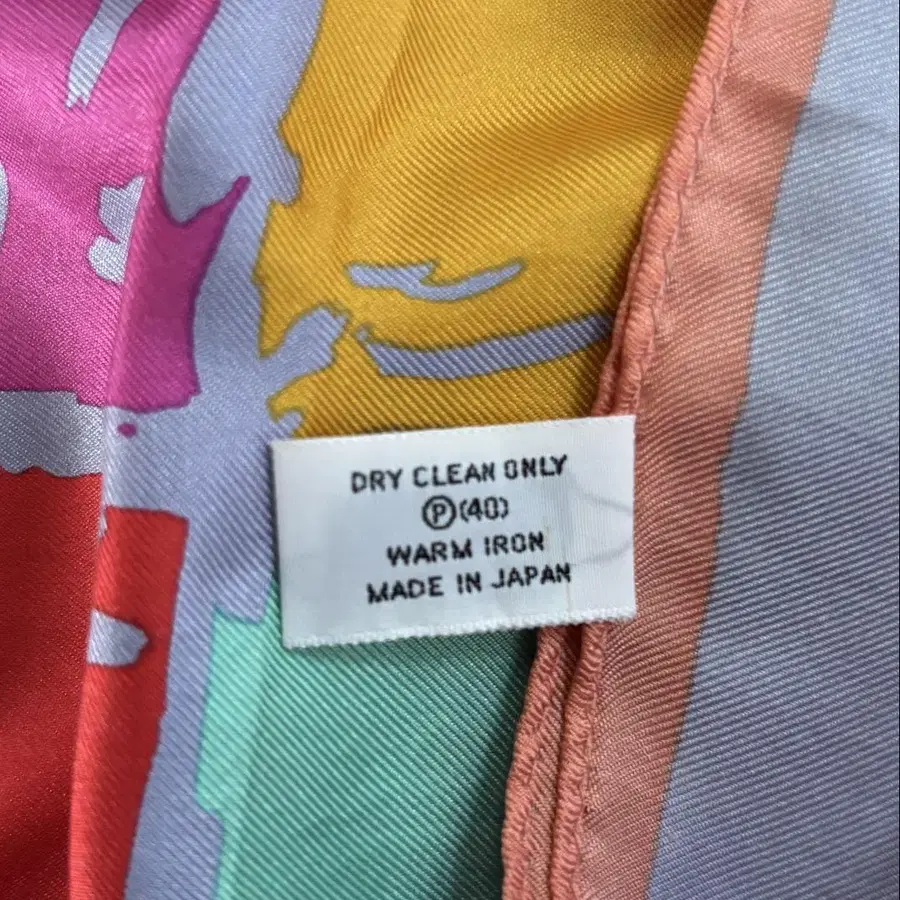 DRY CLEAN ONLY
Ⓟ(40)
WARM IRON
MADE IN JAPAN